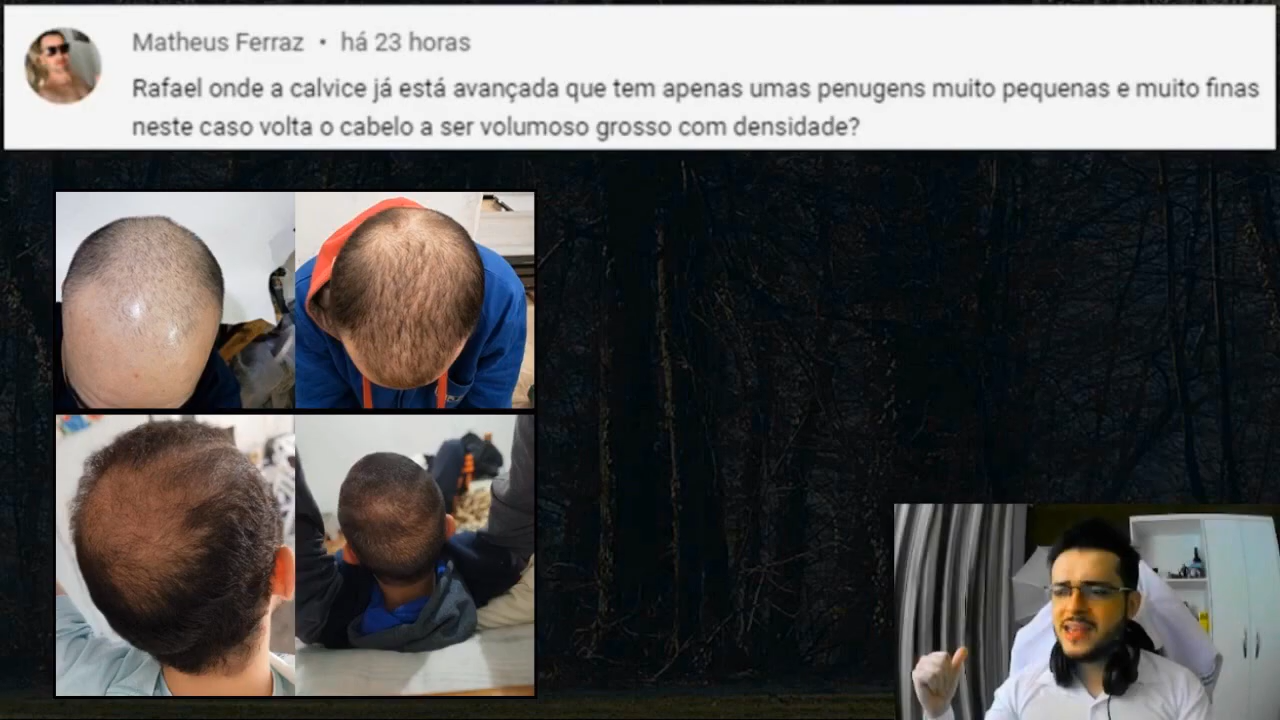 Matheus Ferraz • há 23 horas
Rafael onde a calvice já está avançada que tem apenas umas penugens muito pequenas e muito finas
neste caso volta o cabelo a ser volumoso grosso com densidade?